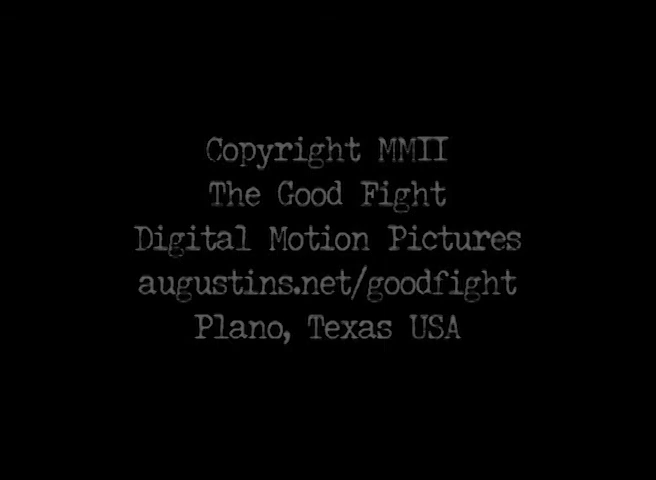 Copyright MMII
The Good Fight
Digital Motion Pictures
augustins.net/goodfight
Plano, Texas USA